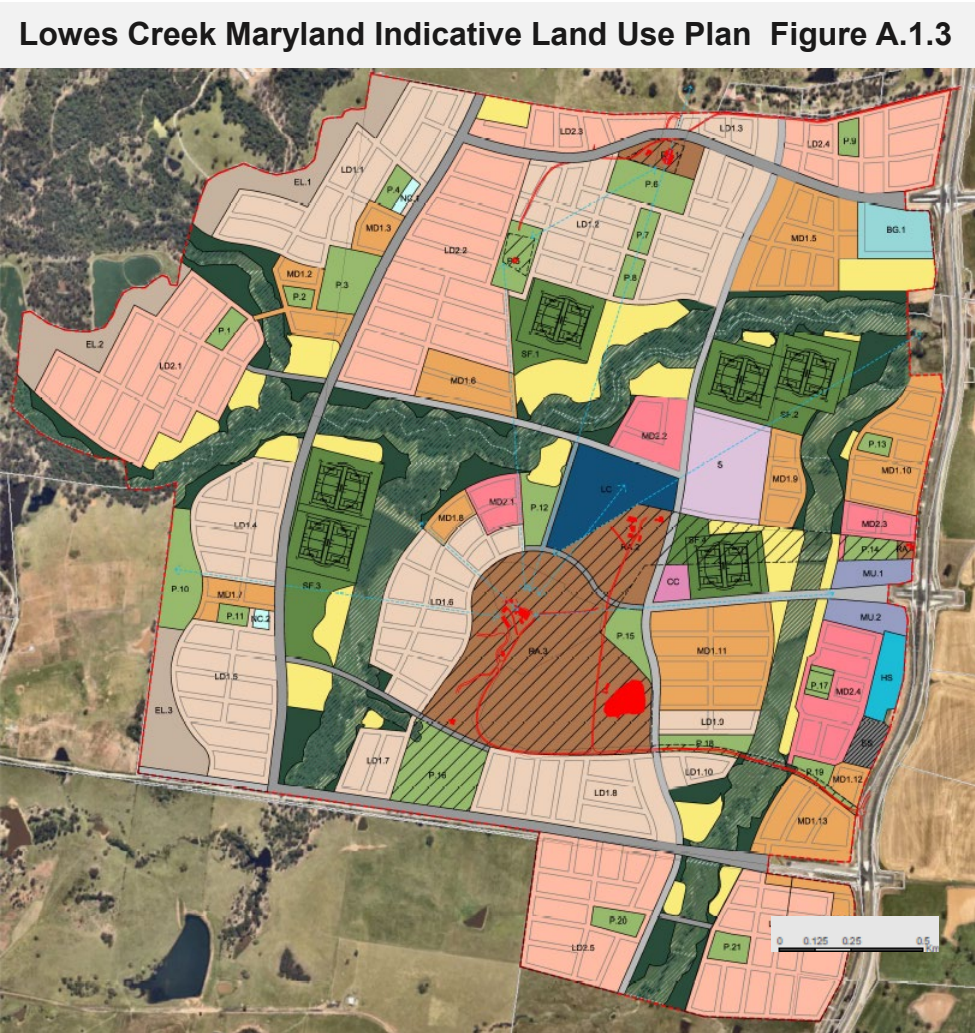 Lowes Creek Maryland Indicative Land Use Plan Figure A.1.3
LD2.3
LD1.3
LD2.4
P.9
EL.1
LD1.1
P.4
NC.1
P.6
MD1.3
LD2.2
LD1.2
P.7
MD1.5
BG.1
MD1.2
P.2
P.3
P.8
EL.2
P.1
LD2.1
SF.1
MD1.6
SF.2
MD2.2
P.13
MD1.10
S
MD1.9
LC
MD2.1
P.12
MD1.8
LD1.4
MD2.3
SF.4
RA.2
P.14
RA
MU.1
CC
P.10
MD1.7
SF.3
LD1.6
P.11
NC.2
MU.2
P.15
RA.3
MD1.11
HS
P.17
MD2.4
LD1.5
EL.3
LD1.9
P.18
ES
LD1.7
P.16
LD1.10
P.19
MD1.12
LD1.8
MD1.13
P.20
LD2.5
P.21
0 0.125 0.25 0.5
Km